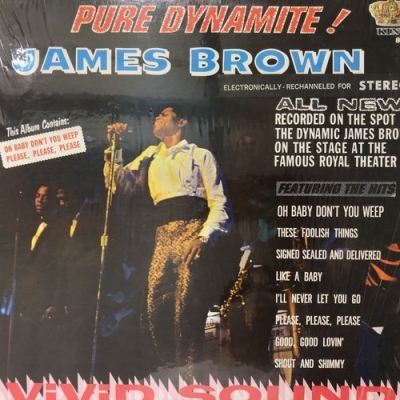 PURE DYNAMITE!
JAMES BROWN
ELECTRONICALLY-RECHANNELED FOR STEREO
This Album Contains:
OH BABY DON'T YOU WEEP
PLEASE, PLEASE, PLEASE
ALL NEW
RECORDED ON THE SPOT
THE DYNAMIC JAMES BRO
ON THE STAGE AT THE
FAMOUS ROYAL THEATER
FEATURING THE HITS
OH BABY DON'T YOU WEEP
THESE FOOLISH THINGS
SIGNED SEALED AND DELIVERED
LIKE A BABY
I'LL NEVER LET YOU GO
PLEASE, PLEASE, PLEASE
GOOD, GOOD LOVIN'
SHOUT AND SHIMMY
ViViD SOUND